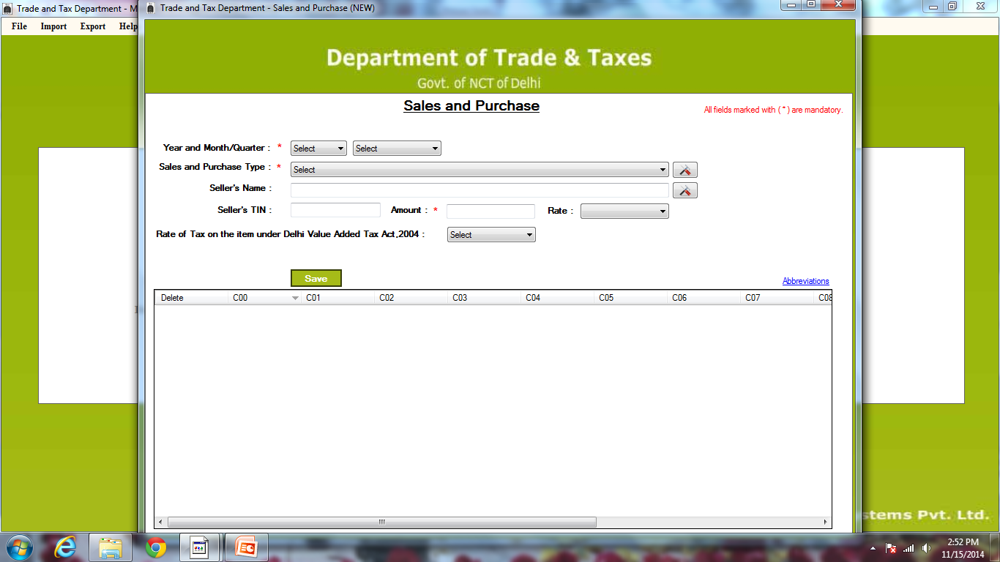 Trade and Tax Department - M
Trade and Tax Department - Sales and Purchase (NEW)
File Import Export Help
Department of Trade & Taxes
Govt. of NCT of Delhi
Sales and Purchase
All fields marked with ( * ) are mandatory.
Year and Month/Quarter : * Select Select
Sales and Purchase Type : * Select
Seller's Name :
Seller's TIN : Amount : * Rate :
Rate of Tax on the item under Delhi Value Added Tax Act,2004 : Select
Save
Abbreviations
Delete C00 C01 C02 C03 C04 C05 C06 C07 C08
stems Pvt. Ltd.
2:52 PM
11/15/2014